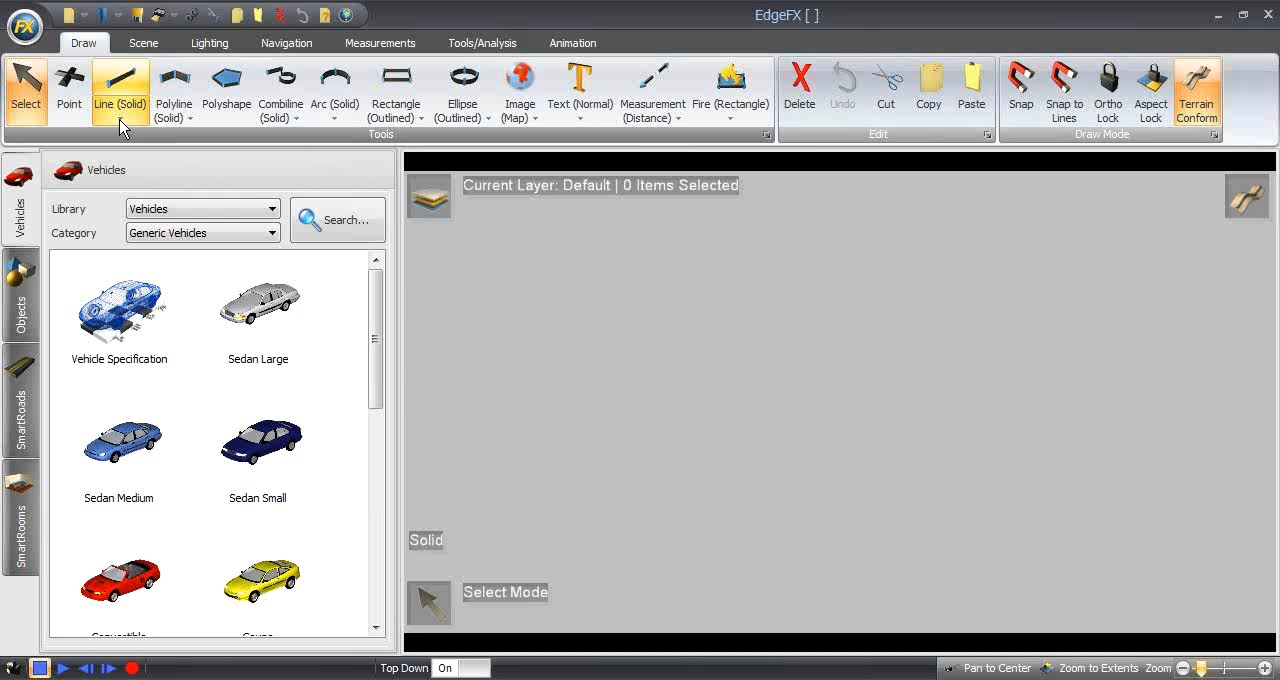 FX
EdgeFX [ ]
Draw Scene Lighting Navigation Measurements Tools/Analysis Animation
Select Point Line (Solid) Polyline (Solid) Polyshape Combine (Solid) Arc (Solid) Rectangle (Outlined) Ellipse (Outlined) Image (Map) Text (Normal) Measurement (Distance) Fire (Rectangle) Delete Undo Cut Copy Paste Snap Snap to Lines Ortho Lock Aspect Lock Terrain Conform
Tools Edit Draw Mode
Vehicles
Objects
SmartRoads
SmartRooms
Vehicles
Library Vehicles
Category Generic Vehicles
Search...
Vehicle Specification Sedan Large
Sedan Medium Sedan Small
Convertible Coupe
Current Layer: Default | 0 Items Selected
Solid
Select Mode
Top Down On Pan to Center Zoom to Extents Zoom